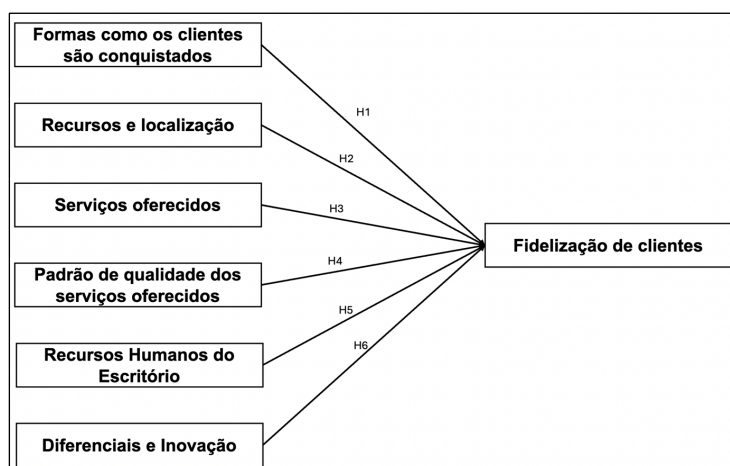 Formas como os clientes
são conquistados
H1
Recursos e localização
H2
Serviços oferecidos
H3
Fidelização de clientes
Padrão de qualidade dos
serviços oferecidos
H4
Recursos Humanos do
Escritório
H5
H6
Diferenciais e Inovação